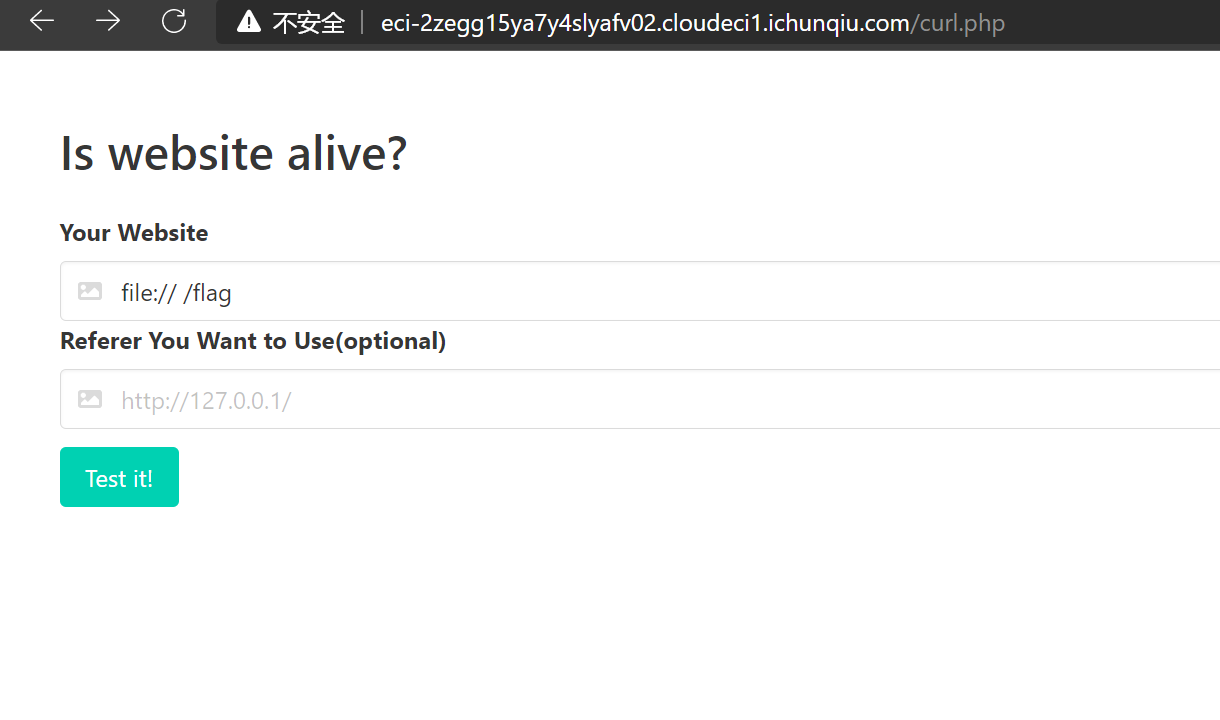 不安全 | eci-2zegg15ya7y4slyafv02.cloudeci1.ichunqiu.com/curl.php
Is website alive?
Your Website
file:// /flag
Referer You Want to Use(optional)
http://127.0.0.1/
Test it!